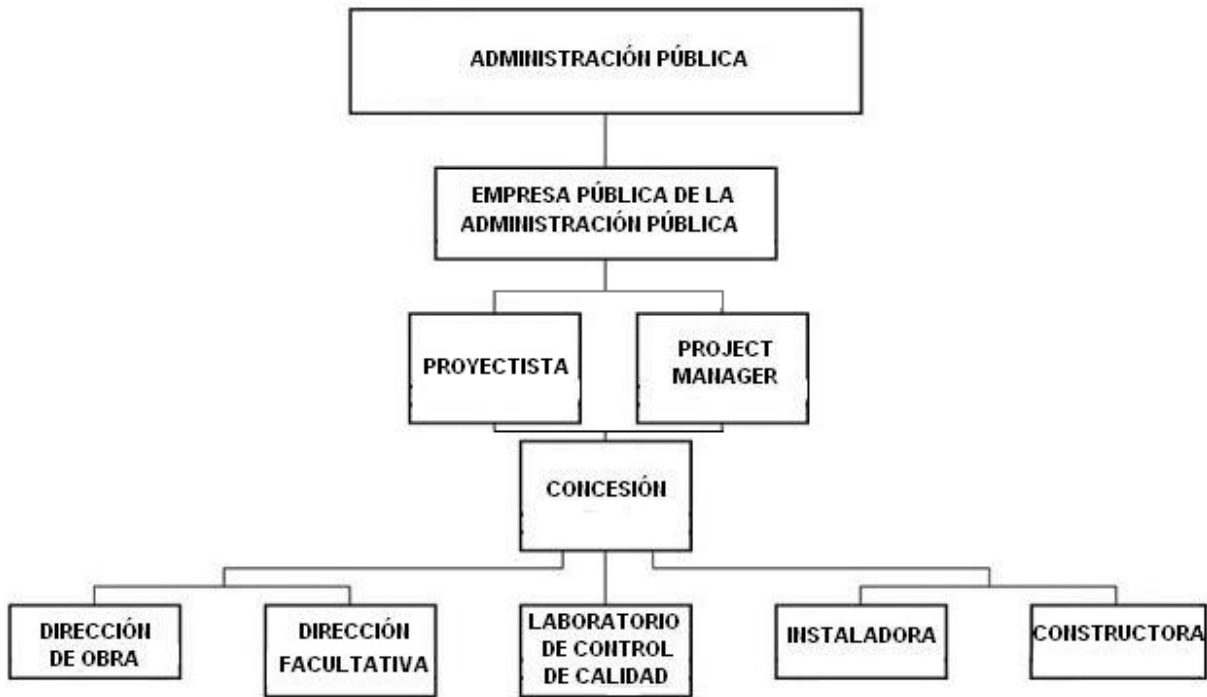 ADMINISTRACIÓN PÚBLICA
EMPRESA PÚBLICA DE LA
ADMINISTRACIÓN PÚBLICA
PROYECTISTA
PROJECT
MANAGER
CONCESIÓN
DIRECCIÓN
DE OBRA
DIRECCIÓN
FACULTATIVA
LABORATORIO
DE CONTROL
DE CALIDAD
INSTALADORA
CONSTRUCTORA